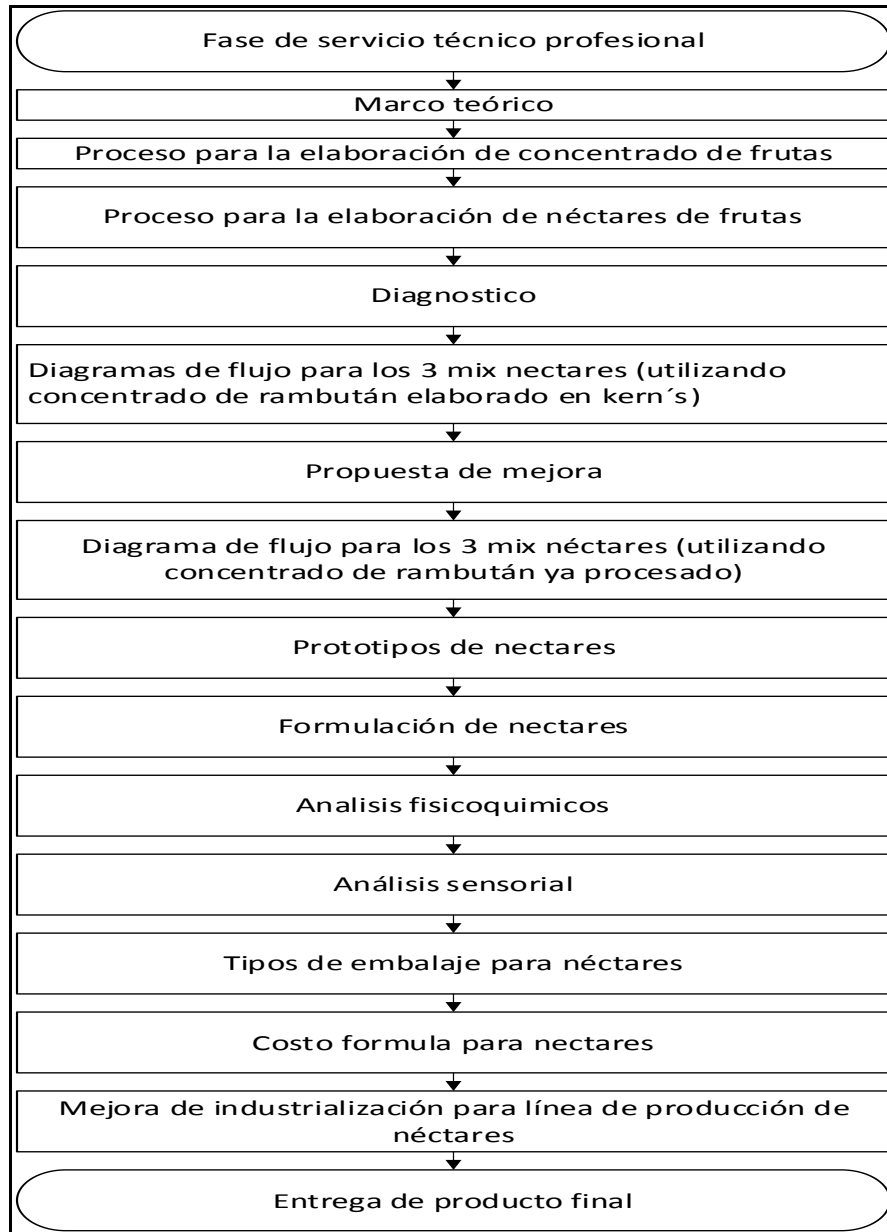 Fase de servicio técnico profesional
Marco teórico
Proceso para la elaboración de concentrado de frutas
Proceso para la elaboración de néctares de frutas
Diagnostico
Diagramas de flujo para los 3 mix nectares (utilizando
concentrado de rambután elaborado en kern´s)
Propuesta de mejora
Diagrama de flujo para los 3 mix néctares (utilizando
concentrado de rambután ya procesado)
Prototipos de nectares
Formulación de nectares
Analisis fisicoquimicos
Análisis sensorial
Tipos de embalaje para néctares
Costo formula para nectares
Mejora de industrialización para línea de producción de
néctares
Entrega de producto final